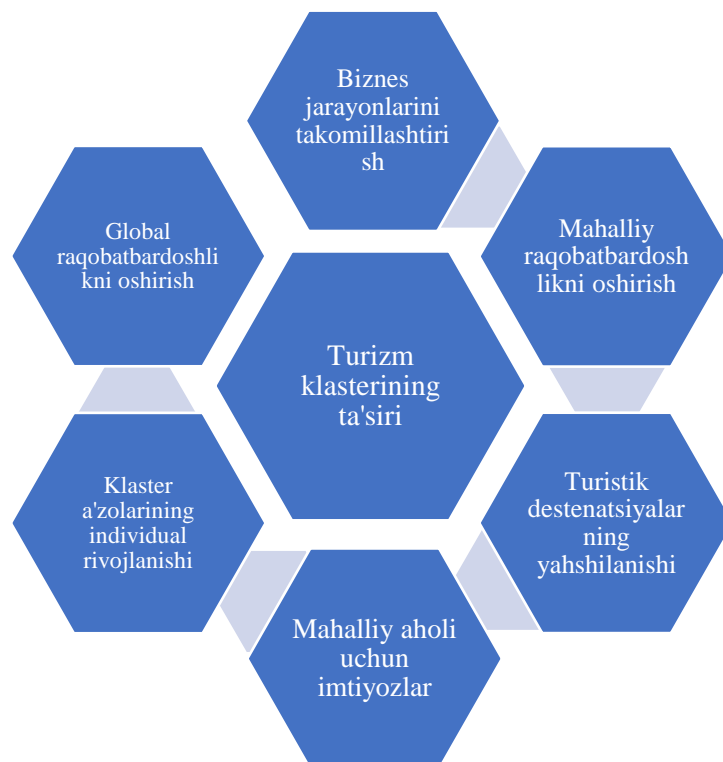 Biznes
jarayonlarini
takomillashtiri
sh
Mahalliy
raqobatbardosh
likni oshirish
Turistik
destenatsiyalar
ning
yahshilanishi
Mahalliy aholi
uchun
imtiyozlar
Klaster
a'zolarining
individual
rivojlanishi
Global
raqobatbardoshli
kni oshirish
Turizm
klasterining
ta'siri